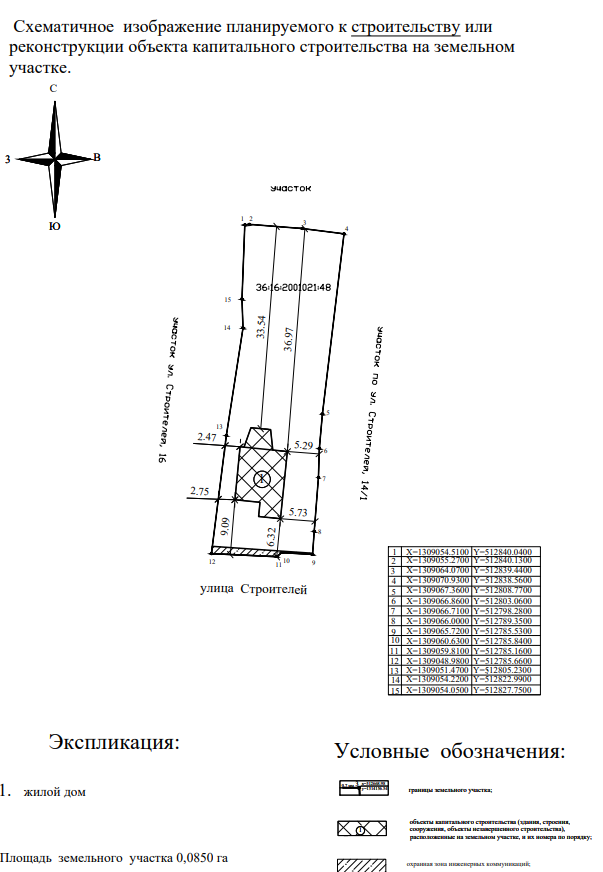 Схематичное изображение планируемого к строительству или
реконструкции объекта капитального строительства на земельном
участке.
С
З
В
Ю
участок
1 2
3
4
36:16:2001021:48
15
14
33.54
36.97
участок ул. Строителей, 16
участок по ул. Строителей, 14/1
13
5
2.47
5.29
6
1
7
2.75
5.73
8
9.09
6.32
12
11 10
9
улица Строителей
1 X=1309054.5100 Y=512840.0400
2 X=1309055.2700 Y=512840.1300
3 X=1309064.0700 Y=512839.4400
4 X=1309070.9300 Y=512838.5600
5 X=1309067.3600 Y=512808.7700
6 X=1309066.8600 Y=512803.0600
7 X=1309066.7100 Y=512798.2800
8 X=1309066.0000 Y=512789.3500
9 X=1309065.7200 Y=512785.5300
10 X=1309060.6300 Y=512785.8400
11 X=1309059.8100 Y=512785.1600
12 X=1309048.9800 Y=512785.6600
13 X=1309051.4700 Y=512805.2300
14 X=1309054.2200 Y=512822.9900
15 X=1309054.0500 Y=512827.7500
Экспликация:
Условные обозначения:
1. жилой дом
границы земельного участка;
объекты капитального строительства (здания, строения,
сооружения, объекты незавершенного строительства),
расположенные на земельном участке, и их номера по порядку;
1
Площадь земельного участка 0,0850 га
охранная зона инженерных коммуникаций;